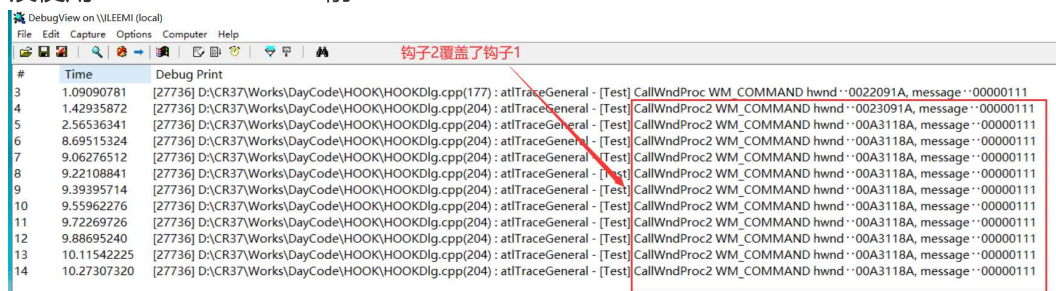 DebugView on \\ILEEMI (local)
File Edit Capture Options Computer Help
钩子2覆盖了钩子1
# Time Debug Print
3 1.09090781 [27736] D:\CR37\Works\DayCode\HOOK\HOOKDlg.cpp(177) : atlTraceGeneral - [Test] CallWndProc WM_COMMAND hwnd··0022091A, message··00000111
4 1.42935872 [27736] D:\CR37\Works\DayCode\HOOK\HOOKDlg.cpp(204) : atlTraceGeneral - [Test] CallWndProc2 WM_COMMAND hwnd··0023091A, message··00000111
5 2.56536341 [27736] D:\CR37\Works\DayCode\HOOK\HOOKDlg.cpp(204) : atlTraceGeneral - [Test] CallWndProc2 WM_COMMAND hwnd··00A3118A, message··00000111
6 8.69515324 [27736] D:\CR37\Works\DayCode\HOOK\HOOKDlg.cpp(204) : atlTraceGeneral - [Test] CallWndProc2 WM_COMMAND hwnd··00A3118A, message··00000111
7 9.06276512 [27736] D:\CR37\Works\DayCode\HOOK\HOOKDlg.cpp(204) : atlTraceGeneral - [Test] CallWndProc2 WM_COMMAND hwnd··00A3118A, message··00000111
8 9.22108841 [27736] D:\CR37\Works\DayCode\HOOK\HOOKDlg.cpp(204) : atlTraceGeneral - [Test] CallWndProc2 WM_COMMAND hwnd··00A3118A, message··00000111
9 9.39395714 [27736] D:\CR37\Works\DayCode\HOOK\HOOKDlg.cpp(204) : atlTraceGeneral - [Test] CallWndProc2 WM_COMMAND hwnd··00A3118A, message··00000111
10 9.55962276 [27736] D:\CR37\Works\DayCode\HOOK\HOOKDlg.cpp(204) : atlTraceGeneral - [Test] CallWndProc2 WM_COMMAND hwnd··00A3118A, message··00000111
11 9.72269726 [27736] D:\CR37\Works\DayCode\HOOK\HOOKDlg.cpp(204) : atlTraceGeneral - [Test] CallWndProc2 WM_COMMAND hwnd··00A3118A, message··00000111
12 9.88695240 [27736] D:\CR37\Works\DayCode\HOOK\HOOKDlg.cpp(204) : atlTraceGeneral - [Test] CallWndProc2 WM_COMMAND hwnd··00A3118A, message··00000111
13 10.11542225 [27736] D:\CR37\Works\DayCode\HOOK\HOOKDlg.cpp(204) : atlTraceGeneral - [Test] CallWndProc2 WM_COMMAND hwnd··00A3118A, message··00000111
14 10.27307320 [27736] D:\CR37\Works\DayCode\HOOK\HOOKDlg.cpp(204) : atlTraceGeneral - [Test] CallWndProc2 WM_COMMAND hwnd··00A3118A, message··00000111